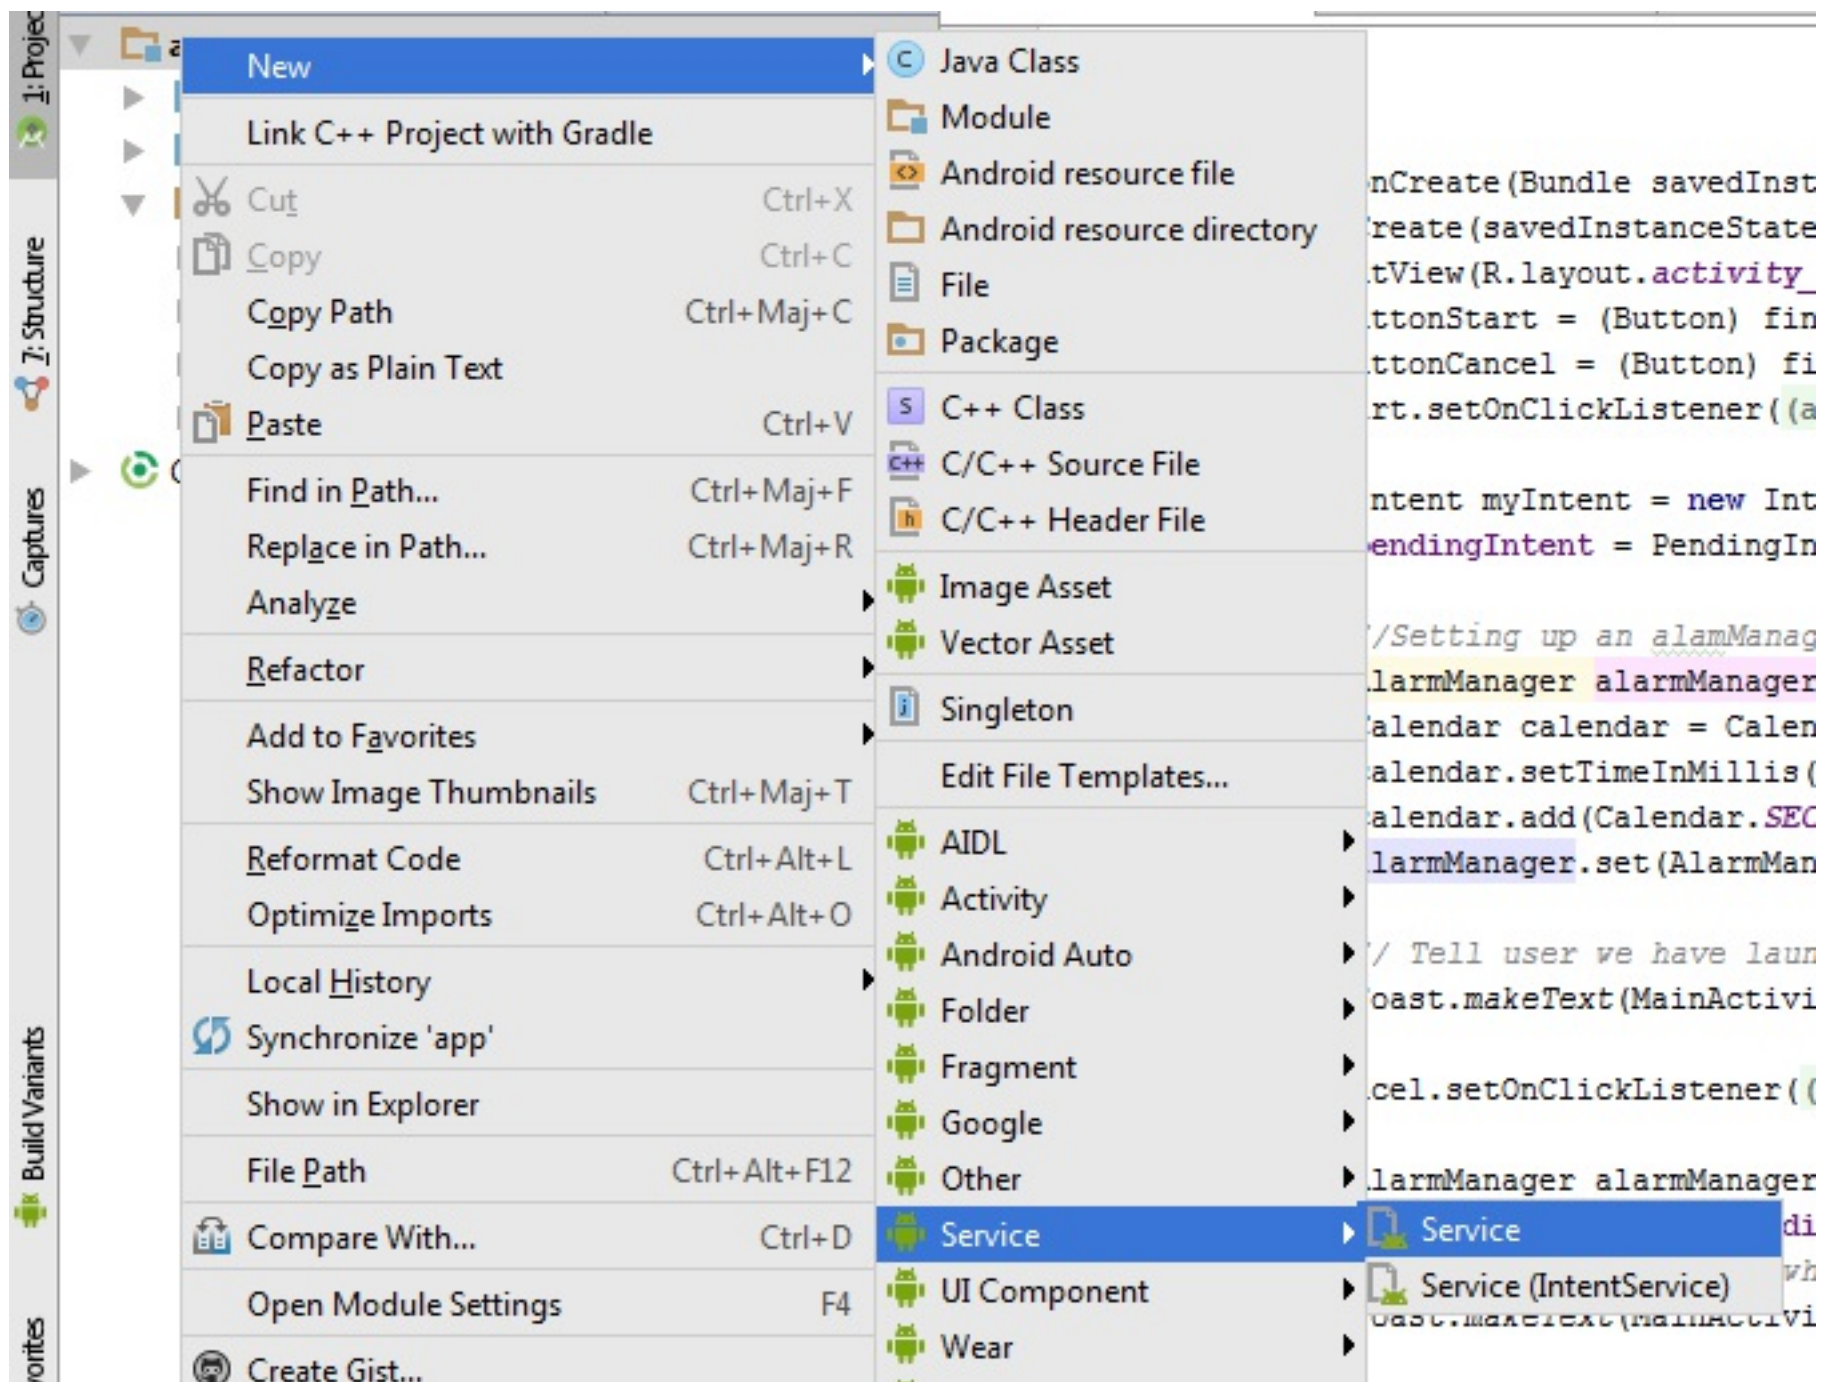 1: Projec
7: Structure
Captures
Build Variants
vorites
New
Link C++ Project with Gradle
Cut Ctrl+X
Copy Ctrl+C
Copy Path Ctrl+Maj+C
Copy as Plain Text
Paste Ctrl+V
Find in Path... Ctrl+Maj+F
Replace in Path... Ctrl+Maj+R
Analyze
Refactor
Add to Favorites
Show Image Thumbnails Ctrl+Maj+T
Reformat Code Ctrl+Alt+L
Optimize Imports Ctrl+Alt+O
Local History
Synchronize 'app'
Show in Explorer
File Path Ctrl+Alt+F12
Compare With... Ctrl+D
Open Module Settings F4
Create Gist...
Java Class
Module
Android resource file
Android resource directory
File
Package
C++ Class
C/C++ Source File
C/C++ Header File
Image Asset
Vector Asset
Singleton
Edit File Templates...
AIDL
Activity
Android Auto
Folder
Fragment
Google
Other
Service
UI Component
Wear
Service
Service (IntentService)
nCreate(Bundle savedInst
reate(savedInstanceState
tView(R.layout.activity_
ttonStart = (Button) fin
ttonCancel = (Button) fi
rt.setOnClickListener((a
ntent myIntent = new Int
endingIntent = PendingIn
/Setting up an alamManag
larmManager alarmManager
alendar calendar = Calen
alendar.setTimeInMillis(
alendar.add(Calendar.SEC
larmManager.set(AlarmMan
/ Tell user we have laun
oast.makeText(MainActivi
cel.setOnClickListener((
larmManager alarmManager
di
wh
oast.makeText(MainActivi